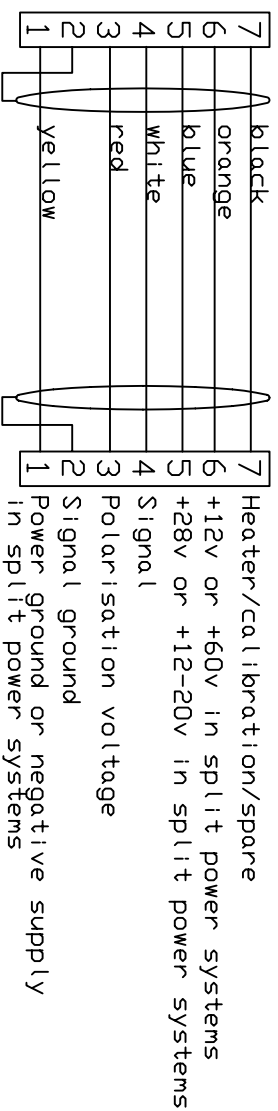 7 black 7 Heater/calibration/spare
6 orange 6 +12v or +60v in split power systems
5 blue 5 +28v or +12-20v in split power systems
4 white 4 Signal
3 red 3 Polarisation voltage
2 2 Signal ground
1 yellow 1 Power ground or negative supply
in split power systems